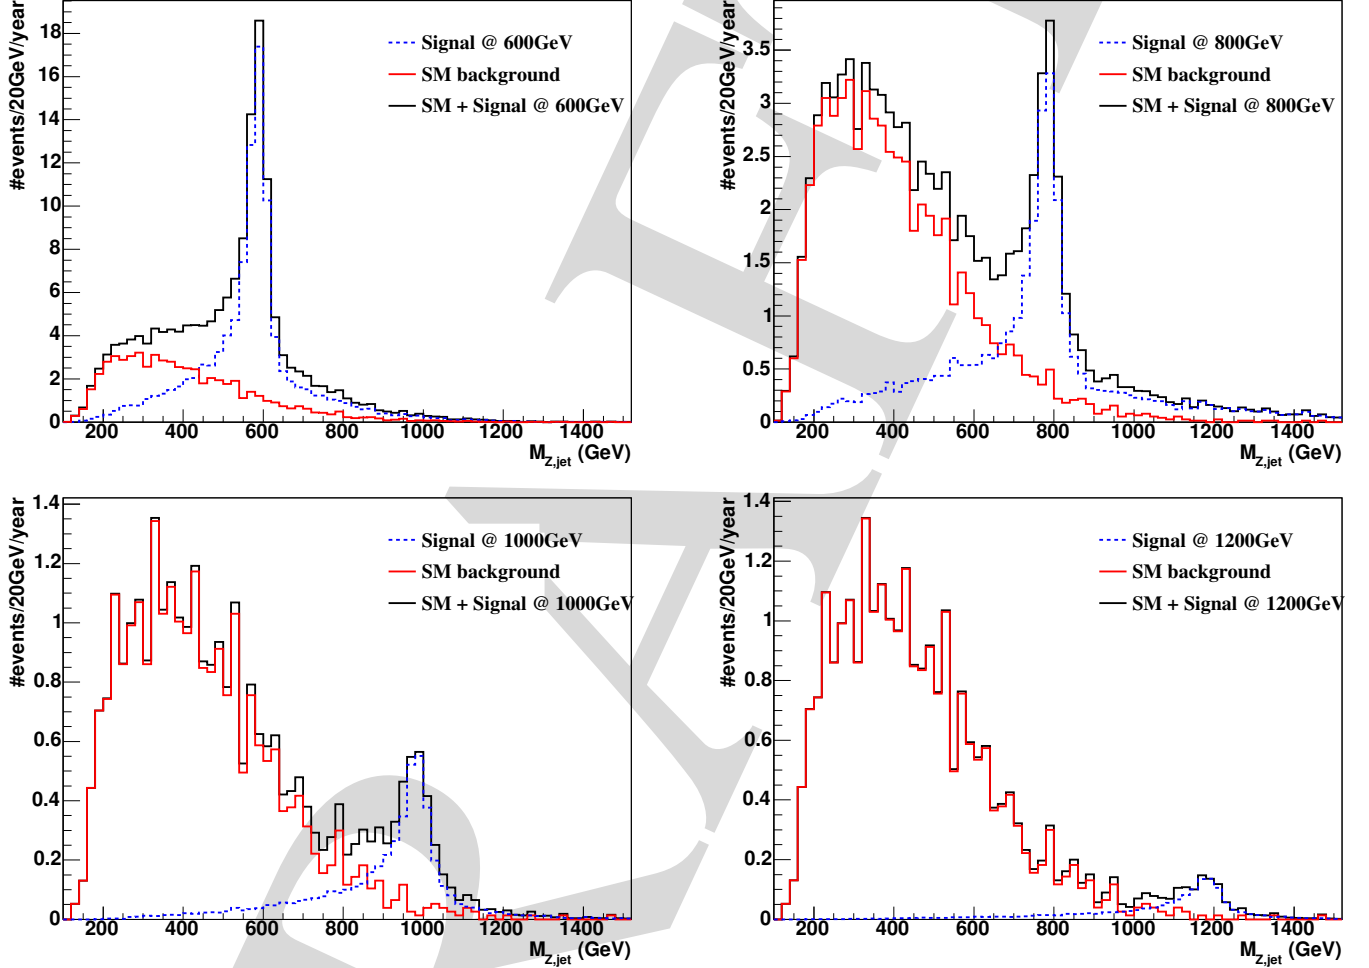 #events/20GeV/year
18
16
14
12
10
8
6
4
2
0
Signal @ 600GeV
SM background
SM + Signal @ 600GeV
200 400 600 800 1000 1200 1400
M_Z,jet (GeV)
#events/20GeV/year
3.5
3
2.5
2
1.5
1
0.5
0
Signal @ 800GeV
SM background
SM + Signal @ 800GeV
200 400 600 800 1000 1200 1400
M_Z,jet (GeV)
#events/20GeV/year
1.4
1.2
1
0.8
0.6
0.4
0.2
0
Signal @ 1000GeV
SM background
SM + Signal @ 1000GeV
200 400 600 800 1000 1200 1400
M_Z,jet (GeV)
#events/20GeV/year
1.4
1.2
1
0.8
0.6
0.4
0.2
0
Signal @ 1200GeV
SM background
SM + Signal @ 1200GeV
200 400 600 800 1000 1200 1400
M_Z,jet (GeV)